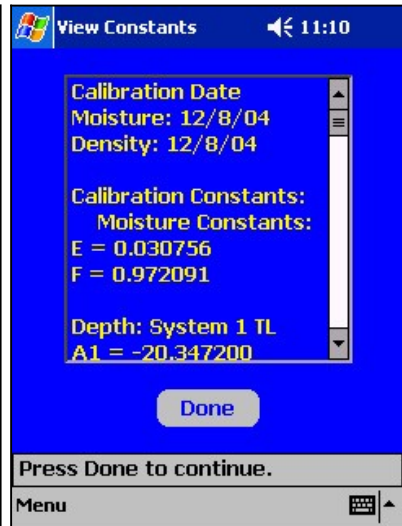 View Constants 11:10
Calibration Date
Moisture: 12/8/04
Density: 12/8/04
Calibration Constants:
Moisture Constants:
E = 0.030756
F = 0.972091
Depth: System 1 TL
A1 = -20.347200
Done
Press Done to continue.
Menu